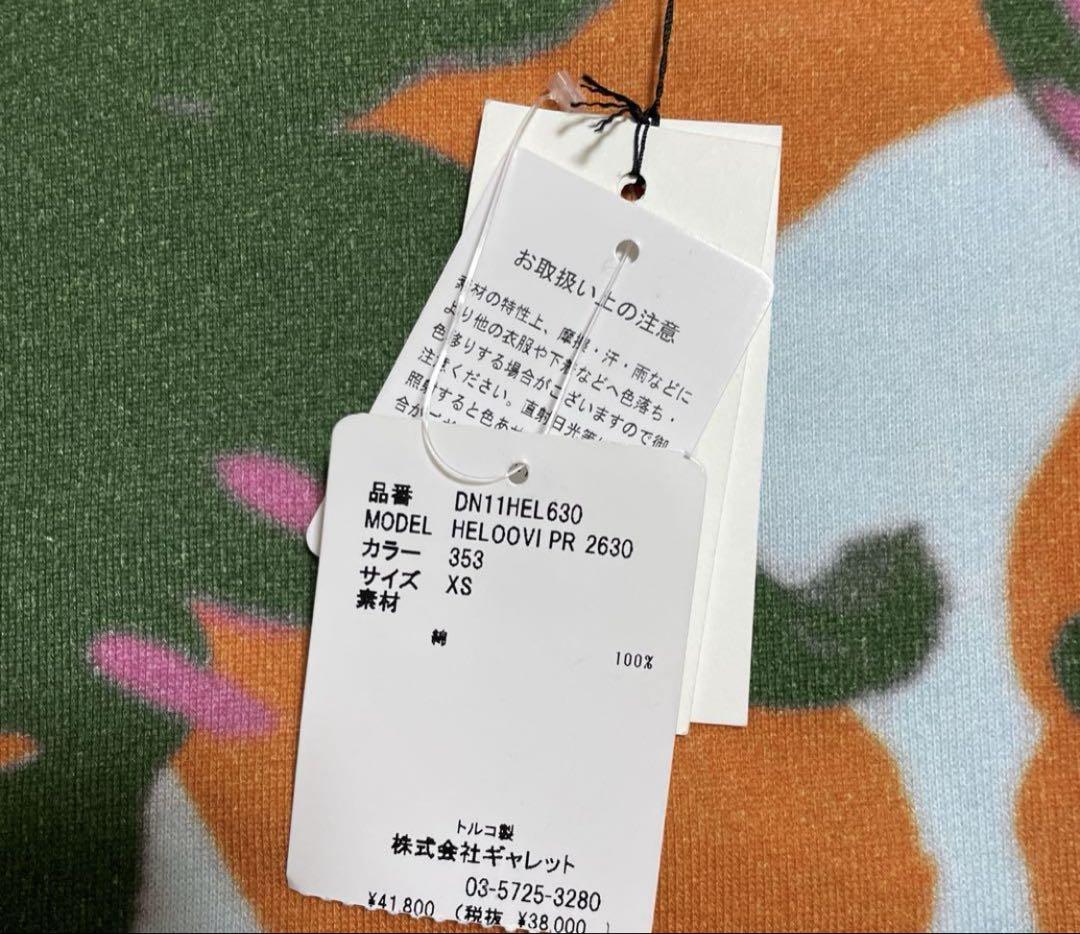 お取扱い上の注意
素材の特性上、摩擦・汗・雨などに
より他の衣服や下着などへ色落ち・
色移りする場合がございますので御
注意ください。直射日光等
照射すると色あせ
合が
品番 DN11HEL630
MODEL HELOOVI PR 2630
カラー 353
サイズ XS
素材
綿 100%
トルコ製
株式会社ギャレット
03-5725-3280
¥41,800 (税抜 ¥38,000 )